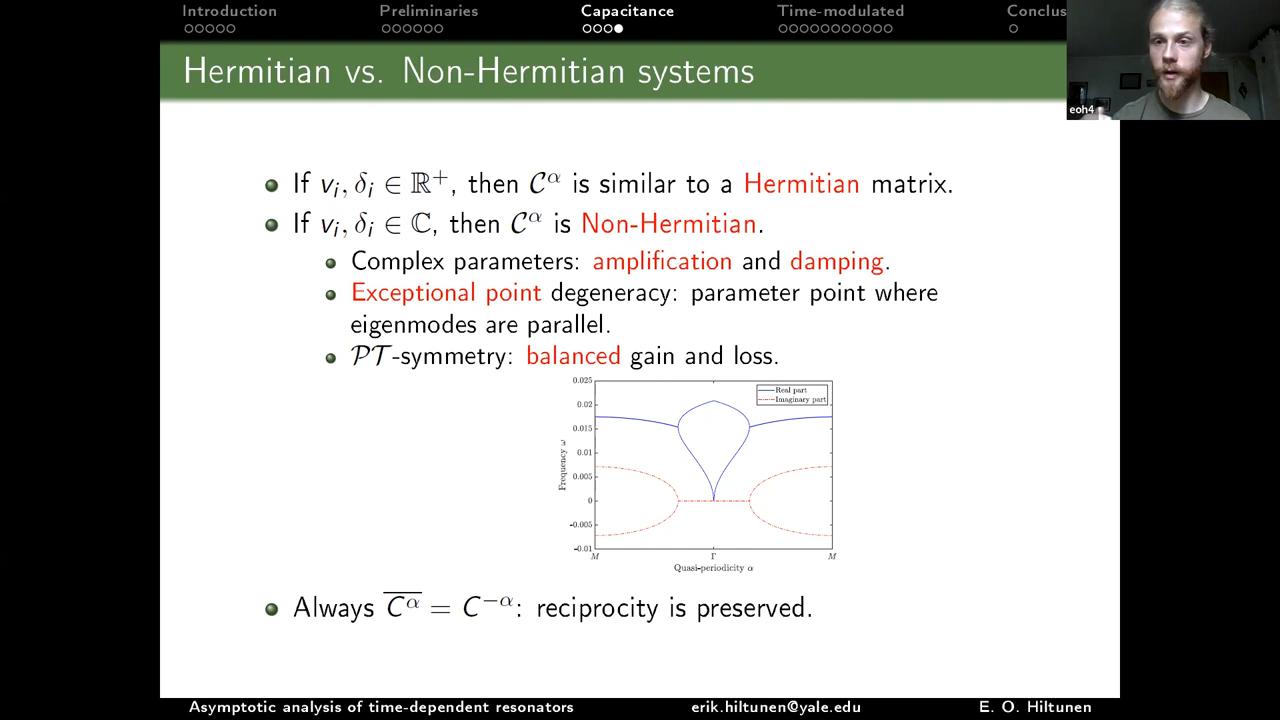 Introduction Preliminaries Capacitance Time-modulated Conclus
Hermitian vs. Non-Hermitian systems
eoh4
If vᵢ, δᵢ ∈ ℝ⁺, then 𝒞^α is similar to a Hermitian matrix.
If vᵢ, δᵢ ∈ ℂ, then 𝒞^α is Non-Hermitian.
Complex parameters: amplification and damping.
Exceptional point degeneracy: parameter point where
eigenmodes are parallel.
𝒫𝒯-symmetry: balanced gain and loss.
Real part
Imaginary part
0.025
0.02
0.015
0.01
0.005
0
-0.005
-0.01
Frequency ω
M Γ M
Quasi-periodicity α
Always \overline{C^α} = C^{−α}: reciprocity is preserved.
Asymptotic analysis of time-dependent resonators erik.hiltunen@yale.edu E. O. Hiltunen